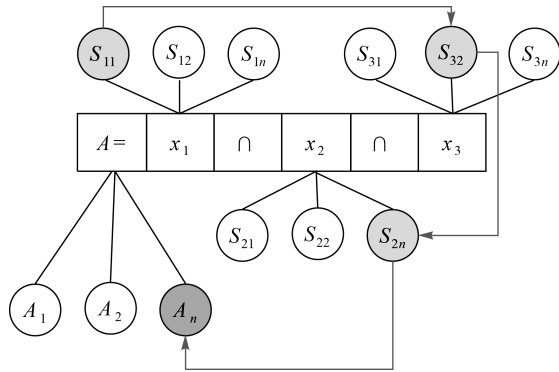 S₁₁ S₁₂ S₁ₙ S₃₁ S₃₂ S₃ₙ
A = x₁ ∩ x₂ ∩ x₃
S₂₁ S₂₂ S₂ₙ
A₁ A₂ Aₙ